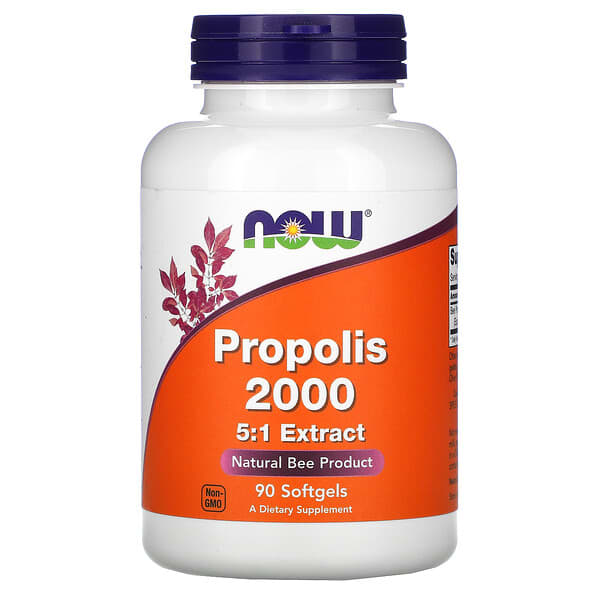 NOW®
Propolis
2000
5:1 Extract
Natural Bee Product
90 Softgels
A Dietary Supplement
Non-
GMO